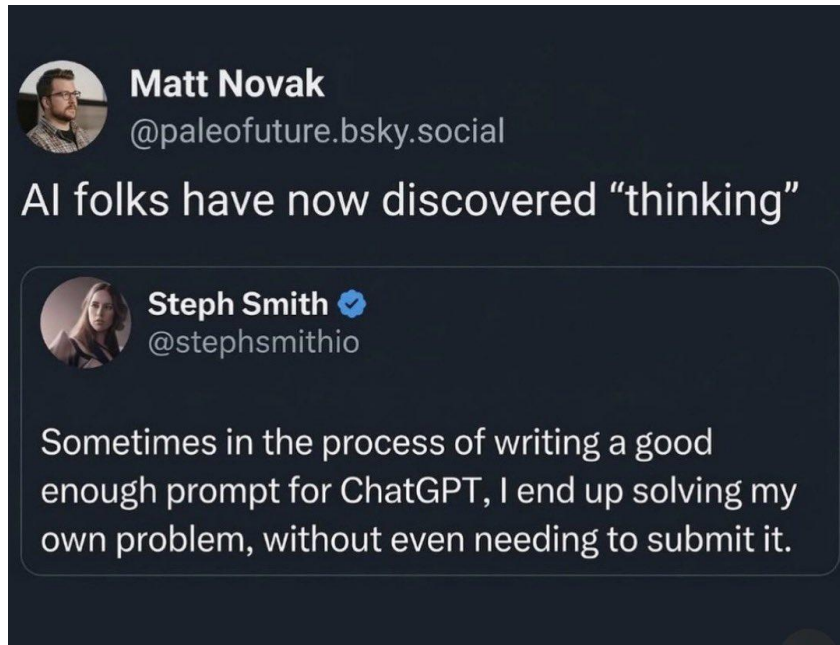 Matt Novak
@paleofuture.bsky.social
AI folks have now discovered “thinking”
Steph Smith
@stephsmithio
Sometimes in the process of writing a good
enough prompt for ChatGPT, I end up solving my
own problem, without even needing to submit it.